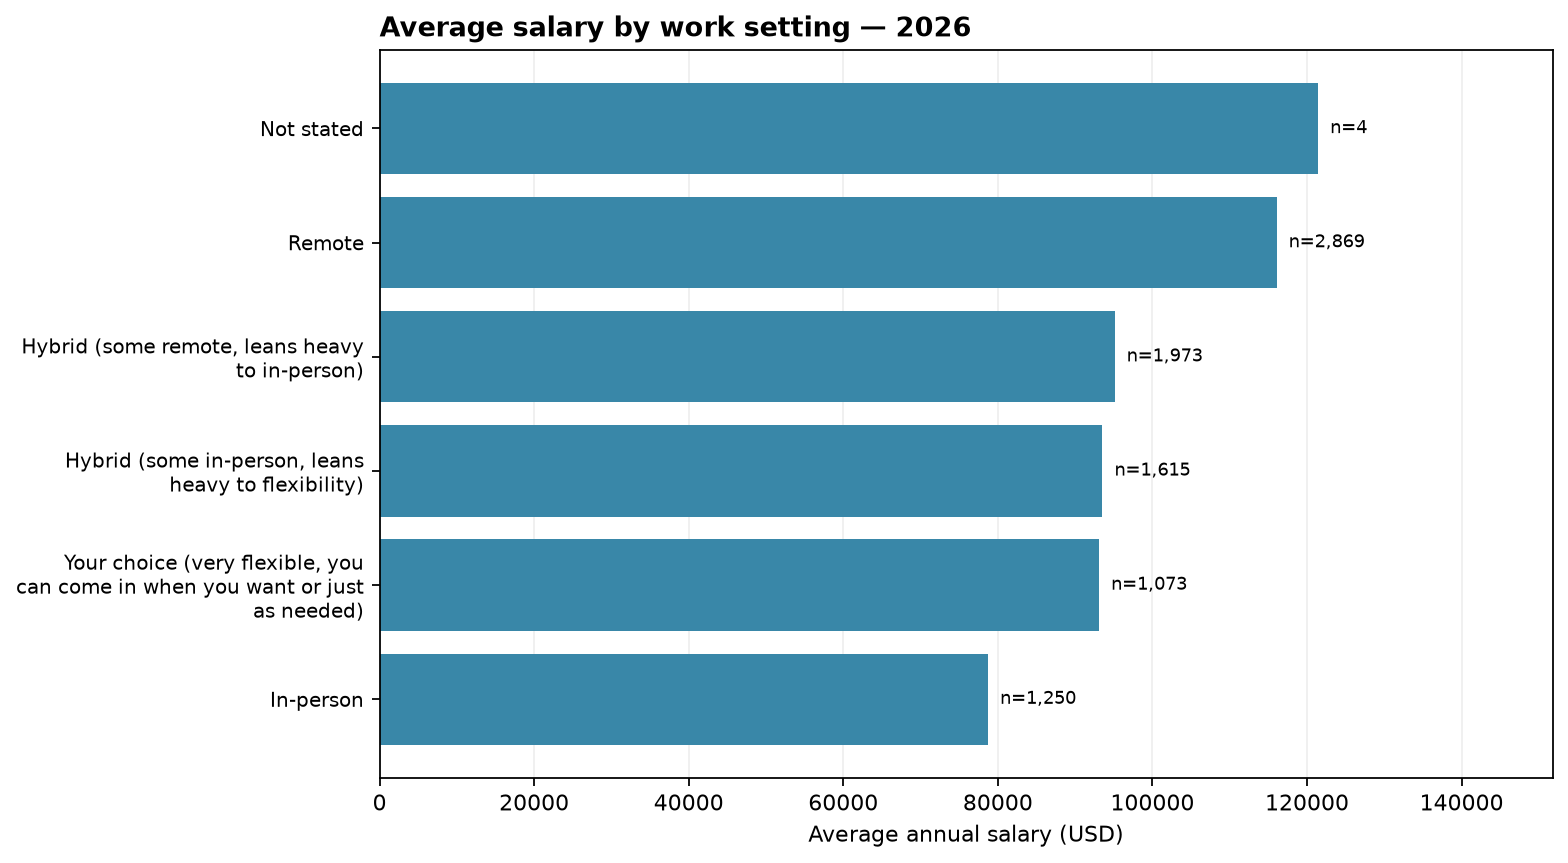 Average salary by work setting — 2026
Not stated
n=4
Remote
n=2,869
Hybrid (some remote, leans heavy
to in-person)
n=1,973
Hybrid (some in-person, leans
heavy to flexibility)
n=1,615
Your choice (very flexible, you
can come in when you want or just
as needed)
n=1,073
In-person
n=1,250
0 20000 40000 60000 80000 100000 120000 140000
Average annual salary (USD)